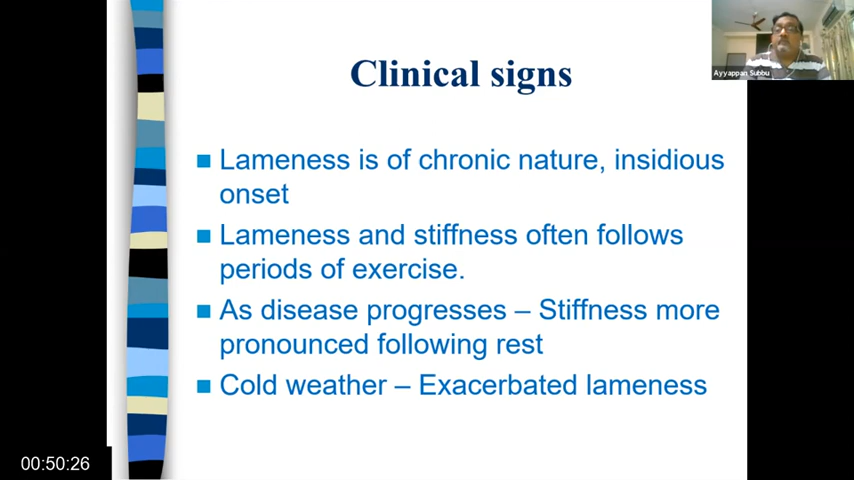 Ayyappan Subbu
Clinical signs
Lameness is of chronic nature, insidious
onset
Lameness and stiffness often follows
periods of exercise.
As disease progresses – Stiffness more
pronounced following rest
Cold weather – Exacerbated lameness
00:50:26